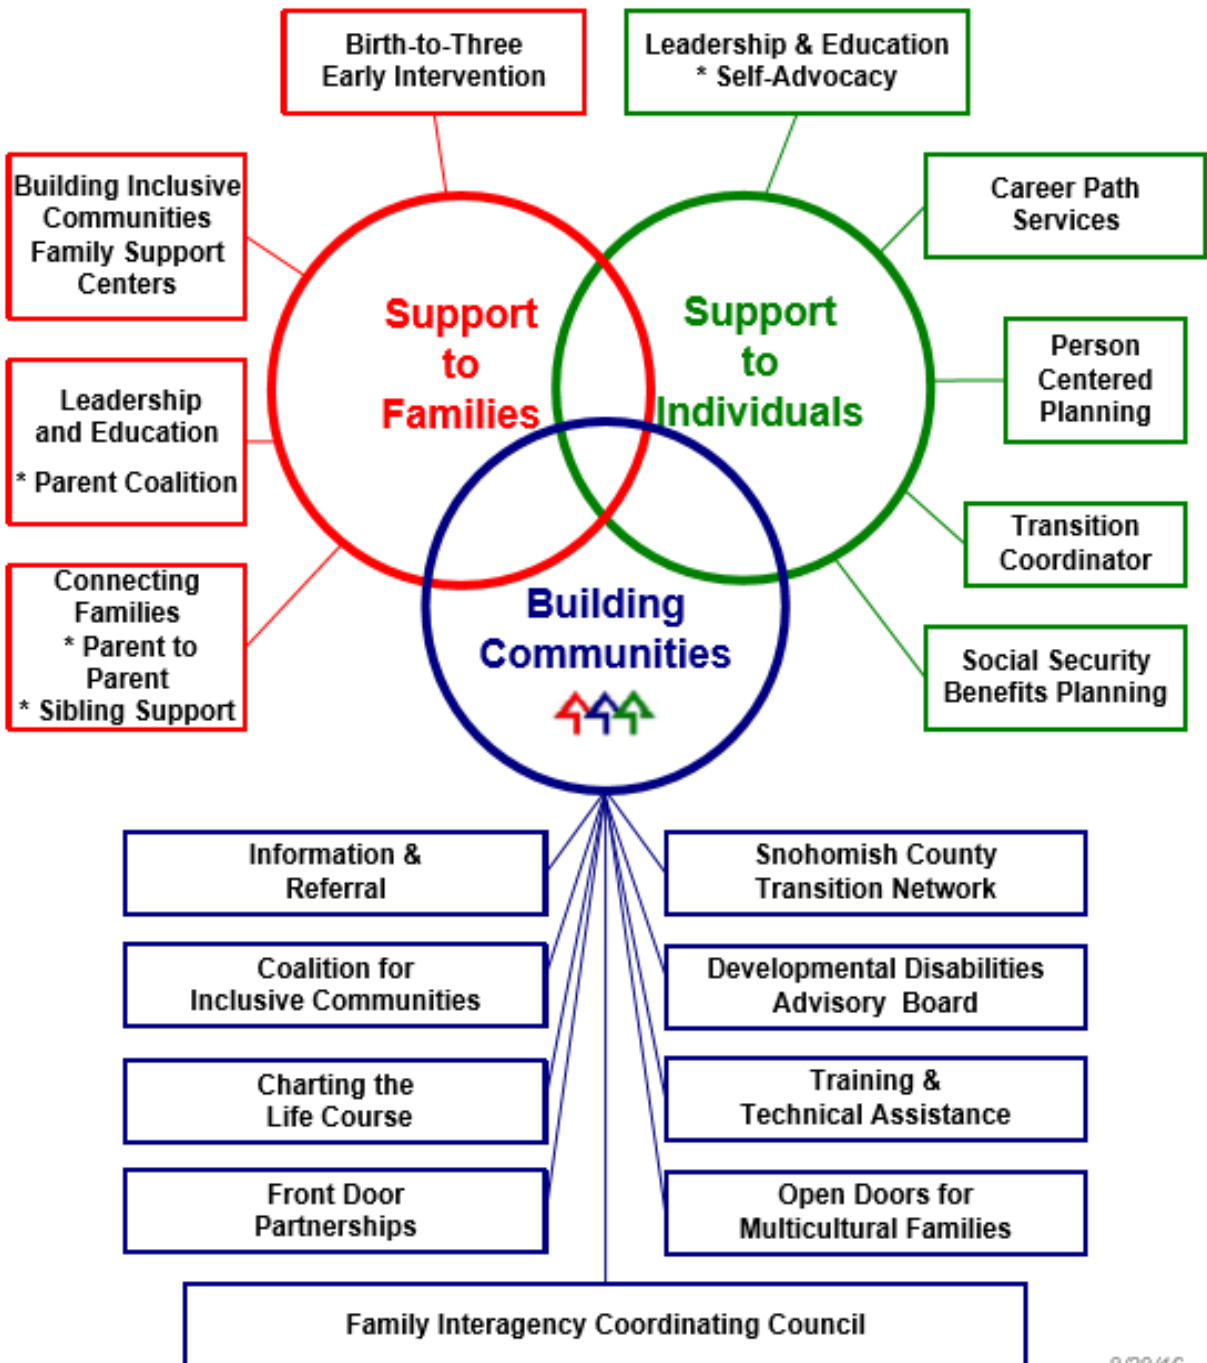 Birth-to-Three
Early Intervention
Leadership & Education
* Self-Advocacy
Building Inclusive
Communities
Family Support
Centers
Career Path
Services
Support
to
Families
Support
to
Individuals
Person
Centered
Planning
Leadership
and Education
* Parent Coalition
Transition
Coordinator
Connecting
Families
* Parent to
Parent
* Sibling Support
Building
Communities
Social Security
Benefits Planning
Information &
Referral
Snohomish County
Transition Network
Coalition for
Inclusive Communities
Developmental Disabilities
Advisory Board
Charting the
Life Course
Training &
Technical Assistance
Front Door
Partnerships
Open Doors for
Multicultural Families
Family Interagency Coordinating Council